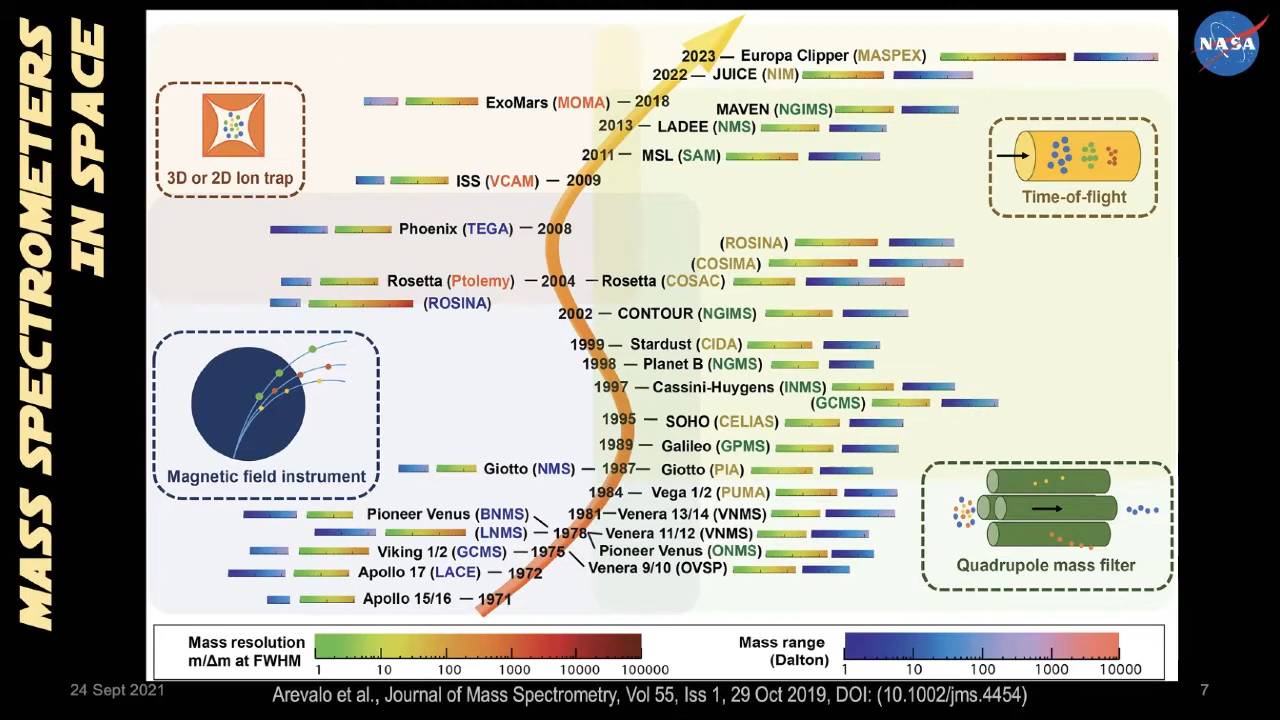 MASS SPECTROMETERS
IN SPACE
NASA
2023 — Europa Clipper (MASPEX)
2022 — JUICE (NIM)
ExoMars (MOMA) — 2018
MAVEN (NGIMS)
2013 — LADEE (NMS)
2011 — MSL (SAM)
ISS (VCAM) — 2009
3D or 2D Ion trap
Time-of-flight
Phoenix (TEGA) — 2008
(ROSINA)
(COSIMA)
Rosetta (Ptolemy) — 2004 — Rosetta (COSAC)
(ROSINA)
2002 — CONTOUR (NGIMS)
1999 — Stardust (CIDA)
1998 — Planet B (NGMS)
1997 — Cassini-Huygens (INMS)
(GCMS)
1995 — SOHO (CELIAS)
1989 — Galileo (GPMS)
Magnetic field instrument
Giotto (NMS) — 1987 — Giotto (PIA)
1984 — Vega 1/2 (PUMA)
Pioneer Venus (BNMS)
1981 — Venera 13/14 (VNMS)
(LNMS) — 1978 — Venera 11/12 (VNMS)
Viking 1/2 (GCMS) — 1975
Pioneer Venus (ONMS)
Venera 9/10 (OVSP)
Apollo 17 (LACE) — 1972
Apollo 15/16 — 1971
Quadrupole mass filter
Mass resolution
m/Δm at FWHM
1 10 100 1000 10000 100000
Mass range
(Dalton)
1 10 100 1000 10000
24 Sept 2021
Arevalo et al., Journal of Mass Spectrometry, Vol 55, Iss 1, 29 Oct 2019, DOI: (10.1002/jms.4454)
7